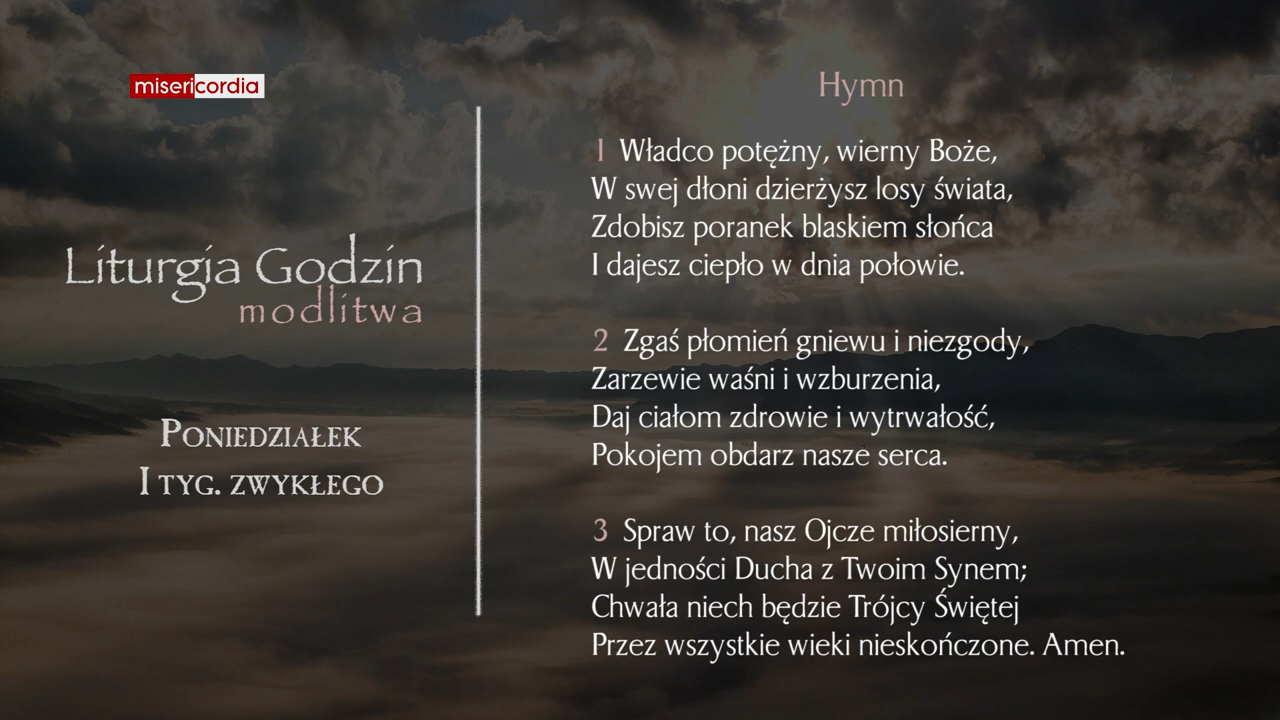 misericordia
Liturgia Godzin
modlitwa
Poniedziałek
I tyg. zwykłego
Hymn
1 Władco potężny, wierny Boże,
W swej dłoni dzierżysz losy świata,
Zdobisz poranek blaskiem słońca
I dajesz ciepło w dnia połowie.
2 Zgaś płomień gniewu i niezgody,
Zarzewie waśni i wzburzenia,
Daj ciałom zdrowie i wytrwałość,
Pokojem obdarz nasze serca.
3 Spraw to, nasz Ojcze miłosierny,
W jedności Ducha z Twoim Synem;
Chwała niech będzie Trójcy Świętej
Przez wszystkie wieki nieskończone. Amen.